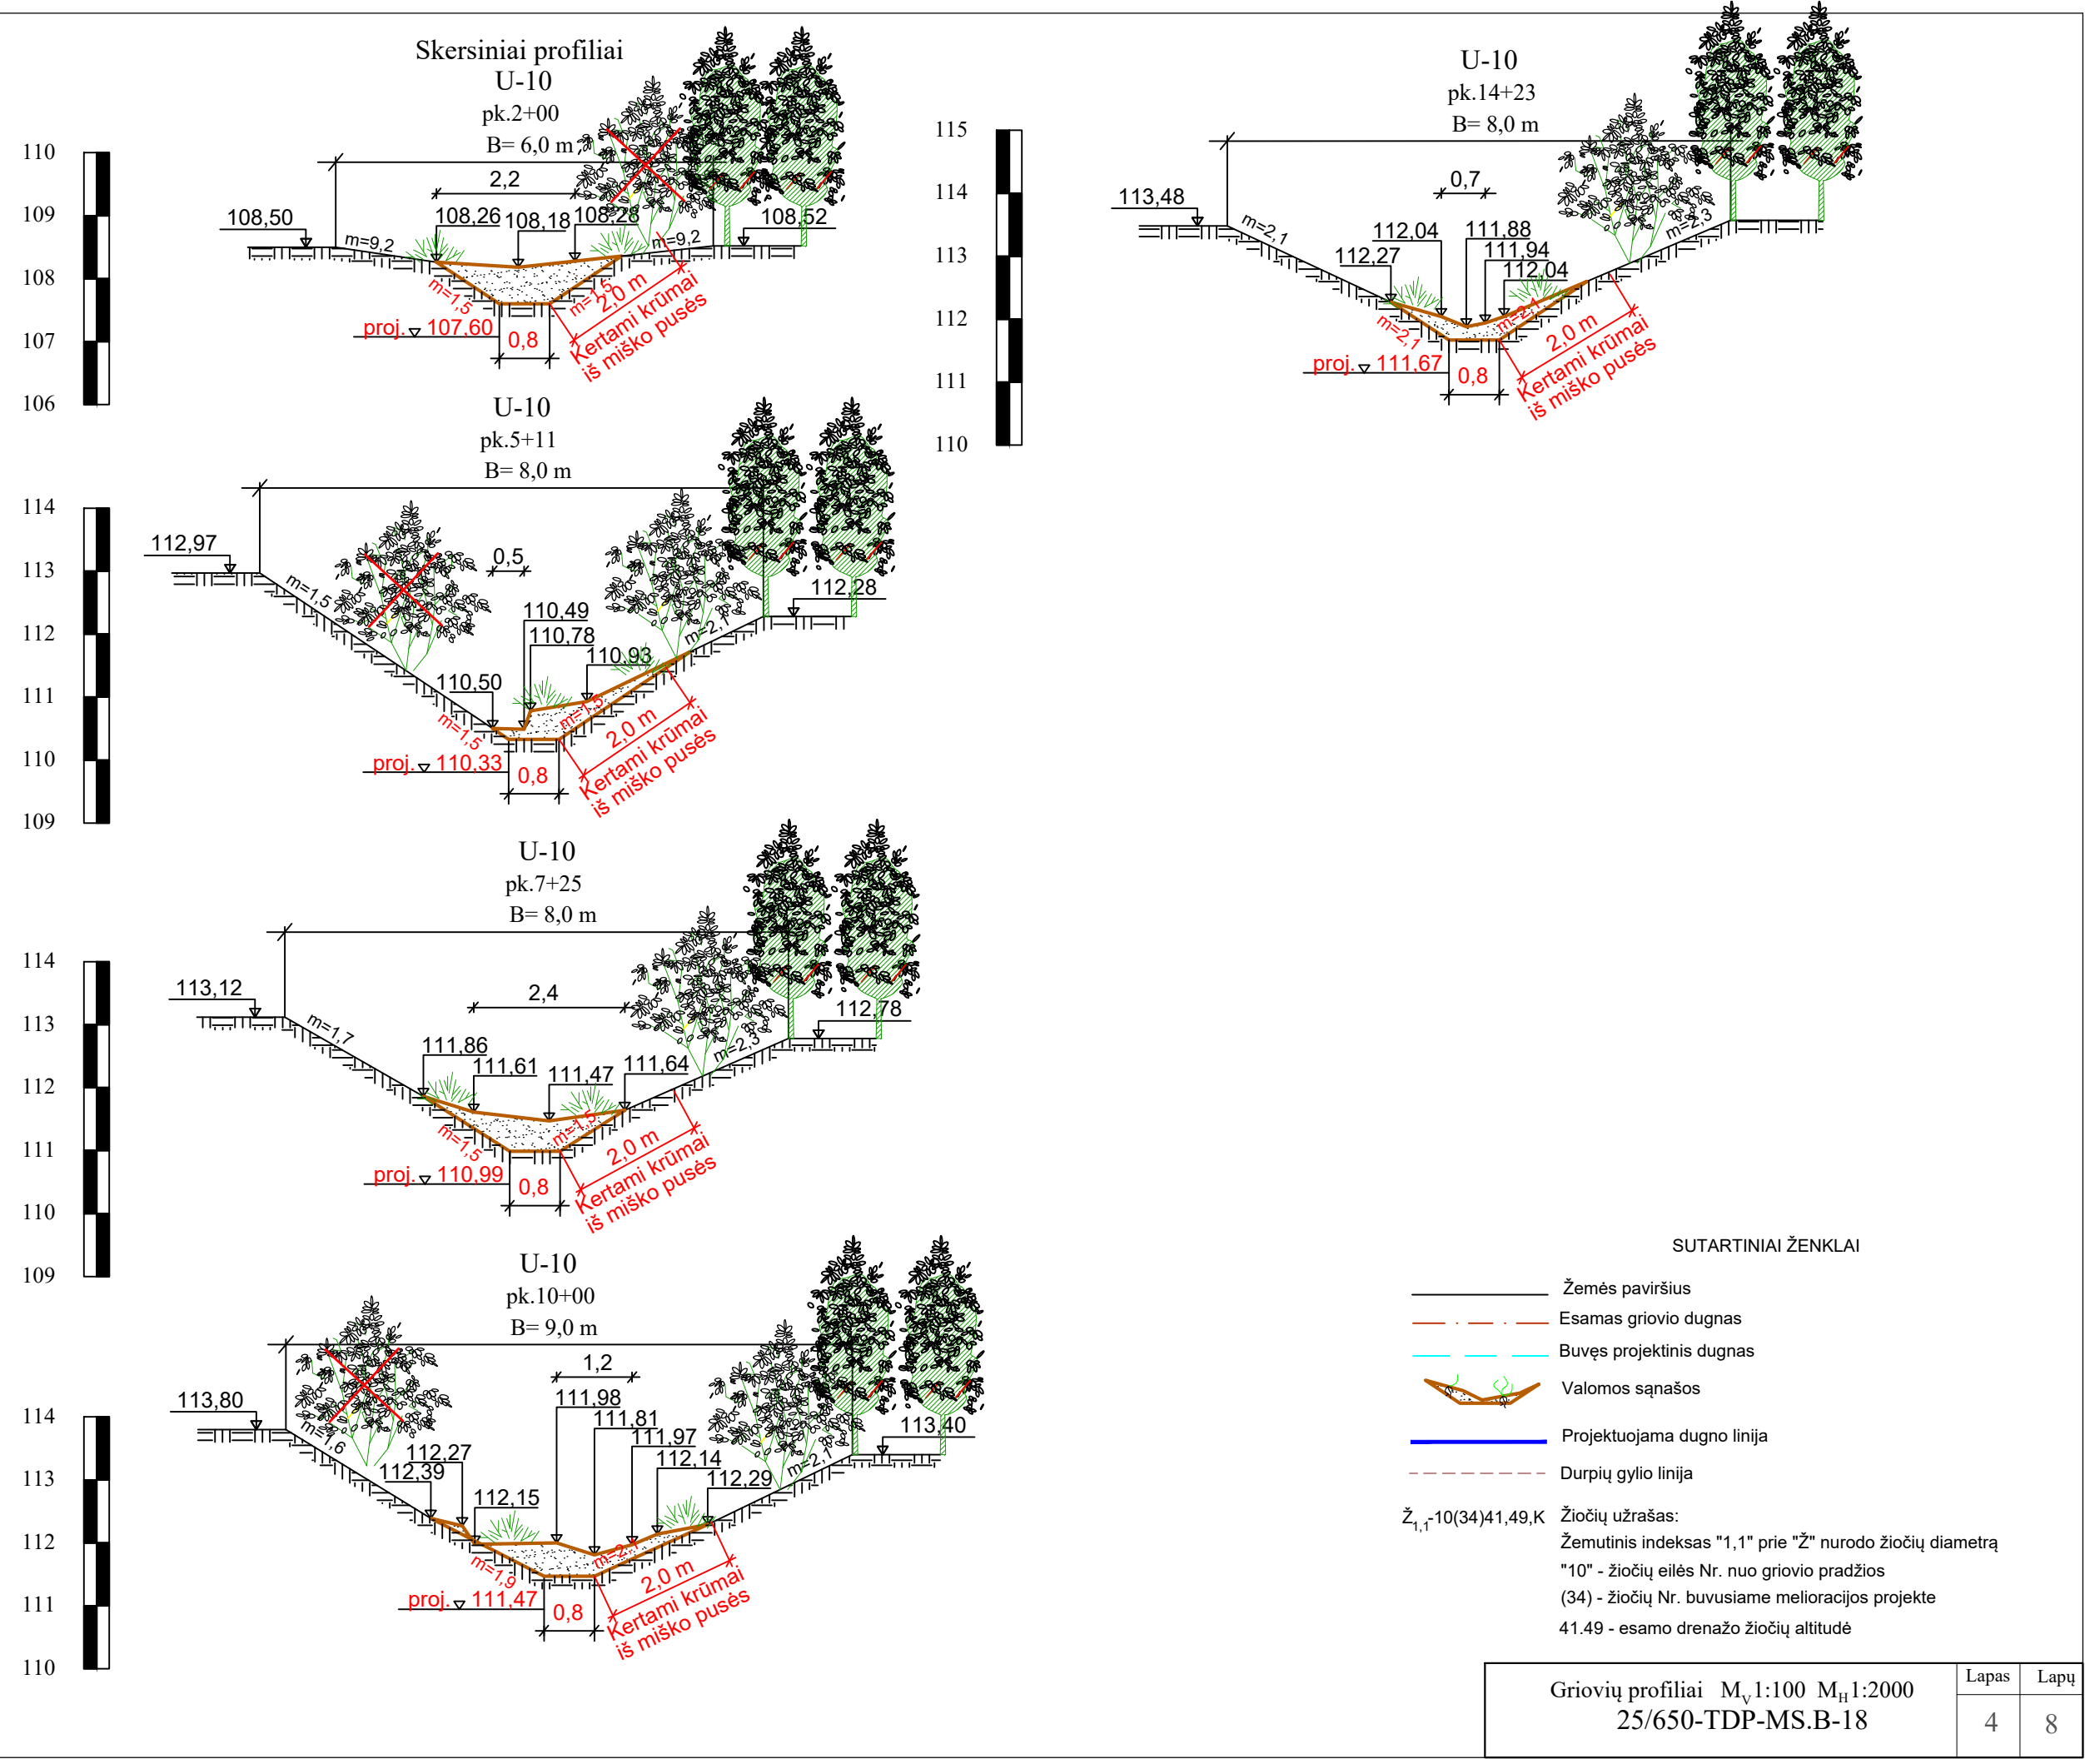 Skersiniai profiliai
U-10
pk.2+00
B= 6,0 m
110
109
108
107
106
2,2
108,50
108,26
108,18
108,28
108,52
m=9,2
m=9,2
m=1,5
m=1,5
proj. 107,60
0,8
2,0 m
Kertami krūmai
iš miško pusės
U-10
pk.5+11
B= 8,0 m
114
113
112
111
110
109
112,97
0,5
m=1,5
110,49
110,78
110,93
110,50
112,28
m=2,1
m=1,5
m=1,5
proj. 110,33
0,8
2,0 m
Kertami krūmai
iš miško pusės
U-10
pk.7+25
B= 8,0 m
114
113
112
111
110
109
113,12
2,4
m=1,7
111,86
111,61
111,47
111,64
112,78
m=2,3
m=1,5
m=1,5
proj. 110,99
0,8
2,0 m
Kertami krūmai
iš miško pusės
U-10
pk.10+00
B= 9,0 m
114
113
112
111
110
113,80
1,2
m=1,6
111,98
111,81
111,97
112,14
112,29
112,27
112,39
112,15
113,40
m=2,1
m=1,9
m=2,1
proj. 111,47
0,8
2,0 m
Kertami krūmai
iš miško pusės
U-10
pk.14+23
B= 8,0 m
115
114
113
112
111
110
113,48
0,7
m=2,1
112,04
111,88
111,94
112,04
112,27
m=2,3
m=2,1
m=2,1
proj. 111,67
0,8
2,0 m
Kertami krūmai
iš miško pusės
SUTARTINIAI ŽENKLAI
Žemės paviršius
Esamas griovio dugnas
Buvęs projektinis dugnas
Valomos sąnašos
Projektuojama dugno linija
Durpių gylio linija
Ž1,1-10(34)41,49,K Žiočių užrašas:
Žemutinis indeksas "1,1" prie "Ž" nurodo žiočių diametrą
"10" - žiočių eilės Nr. nuo griovio pradžios
(34) - žiočių Nr. buvusiame melioracijos projekte
41.49 - esamo drenažo žiočių altitudė
Griovių profiliai MV1:100 MH1:2000
25/650-TDP-MS.B-18
Lapas Lapų
4 8